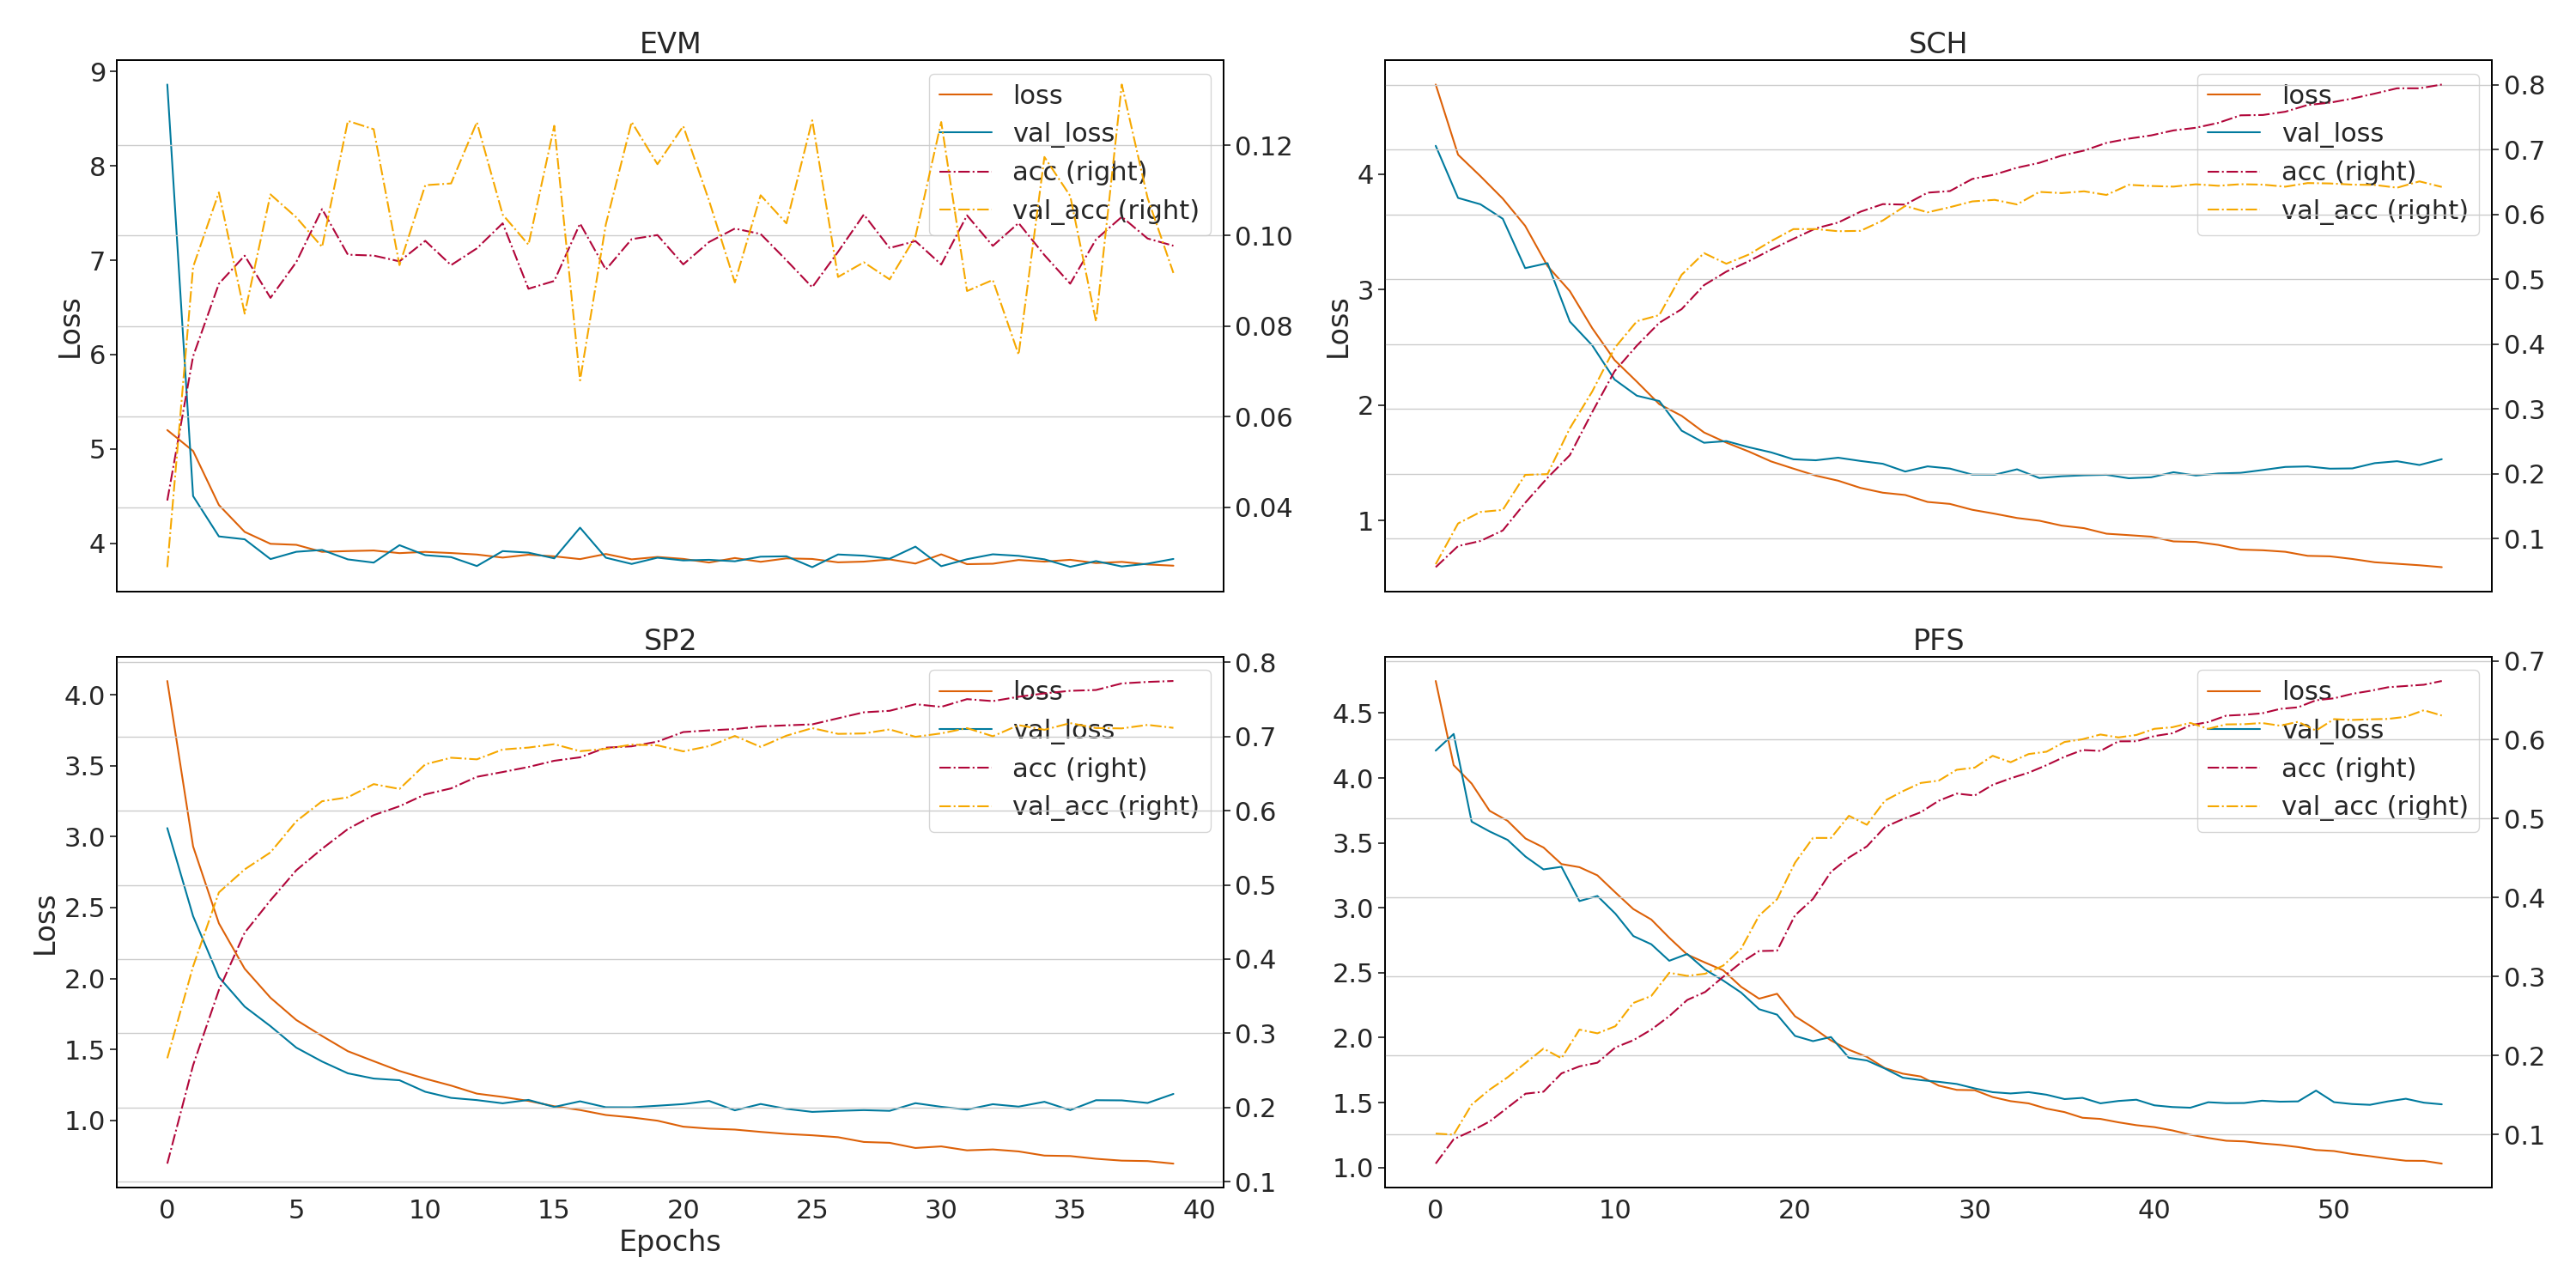 EVM
9
8
7
6
5
4
Loss
loss
val_loss
acc (right)
val_acc (right)
0.12
0.10
0.08
0.06
0.04
SCH
4
3
2
1
Loss
loss
val_loss
acc (right)
val_acc (right)
0.8
0.7
0.6
0.5
0.4
0.3
0.2
0.1
SP2
4.0
3.5
3.0
2.5
2.0
1.5
1.0
Loss
loss
val_loss
acc (right)
val_acc (right)
0.8
0.7
0.6
0.5
0.4
0.3
0.2
0.1
0 5 10 15 20 25 30 35 40
Epochs
PFS
4.5
4.0
3.5
3.0
2.5
2.0
1.5
1.0
loss
val_loss
acc (right)
val_acc (right)
0.7
0.6
0.5
0.4
0.3
0.2
0.1
0 10 20 30 40 50